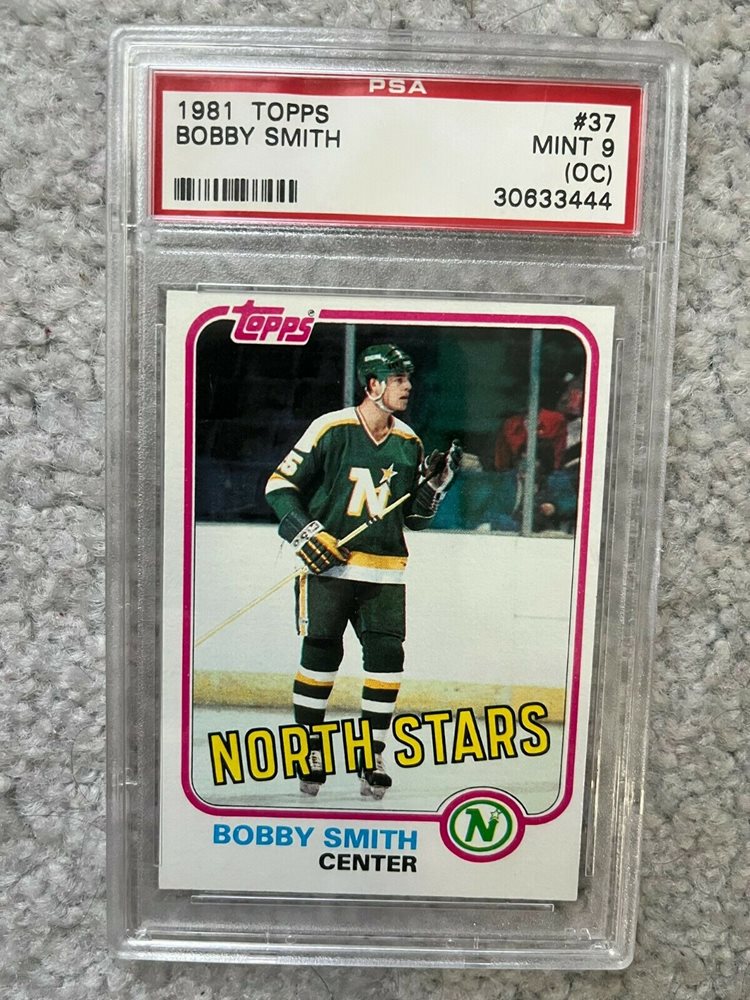 PSA
1981 TOPPS #37
BOBBY SMITH MINT 9
(OC)
30633444
TOPPS
N
NORTH STARS
N
BOBBY SMITH
CENTER